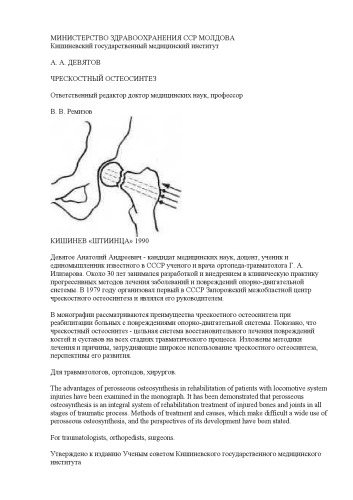 МИНИСТЕРСТВО ЗДРАВООХРАНЕНИЯ ССР МОЛДОВА
Кишиневский государственный медицинский институт
А. А. ДЕВЯТОВ
ЧРЕСКОСТНЫЙ ОСТЕОСИНТЕЗ
Ответственный редактор доктор медицинских наук, профессор
В. В. Ремизов
КИШИНЕВ «ШТИИНЦА» 1990
Девятов Анатолий Андреевич - кандидат медицинских наук, доцент, ученик и
единомышленник известного в СССР ученого и врача ортопеда-травматолога Г. А.
Илизарова. Около 30 лет занимался разработкой и внедрением в клиническую практику
прогрессивных методов лечения заболеваний и повреждений опорно-двигательной
системы. В 1979 году организовал первый в СССР Запорожский межобластной центр
чрескостного остеосинтеза и являлся его руководителем.
В монографии рассматриваются преимущества чрескостного остеосинтеза при
реабилитации больных с повреждениями опорно-двигательной системы. Показано, что
чрескостный остеосинтез - цельная система восстановительного лечения повреждений
костей и суставов на всех стадиях травматического процесса. Изложены методики
лечения и причины, затрудняющие широкое использование чрескостного остеосинтеза,
перспективы его развития.
Для травматологов, ортопедов, хирургов.
The advantages of perosseous osteosynthesis in rehabilitation of patients with locomotive system
injuries have been examined in the monograph. It has been demonstrated that perosseous
osteosynthesis is an integral system of rehabilitation treatment of injured bones and joints in all
stages of traumatic process. Methods of treatment and causes, which make difficult a wide use of
perosseous osteosynthesis, and the perspectives of its development have been stated.
For traumatologists, orthopedists, surgeons.
Утверждено к изданию Ученым советом Кишиневского государственного медицинского
института